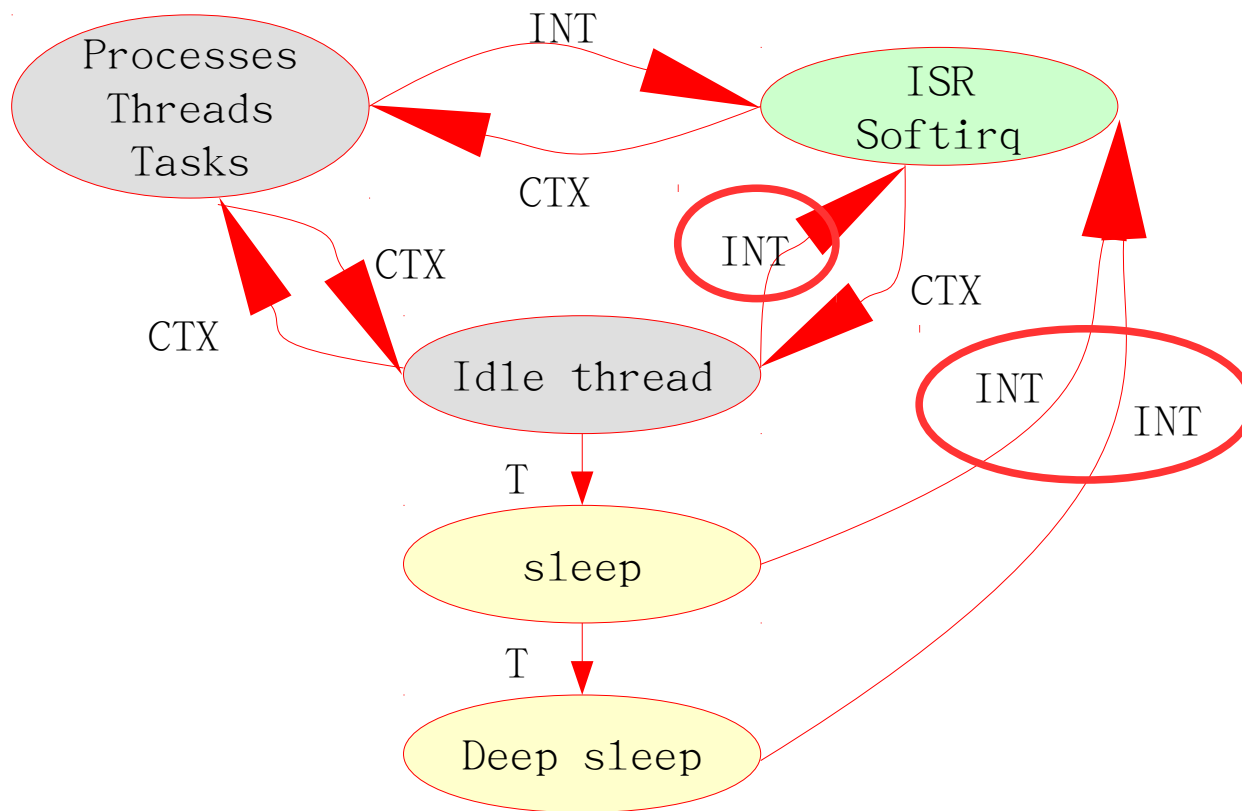 INT
Processes
Threads
Tasks
ISR
Softirq
CTX
INT
CTX
CTX
CTX
Idle thread
INT
INT
T
sleep
T
Deep sleep